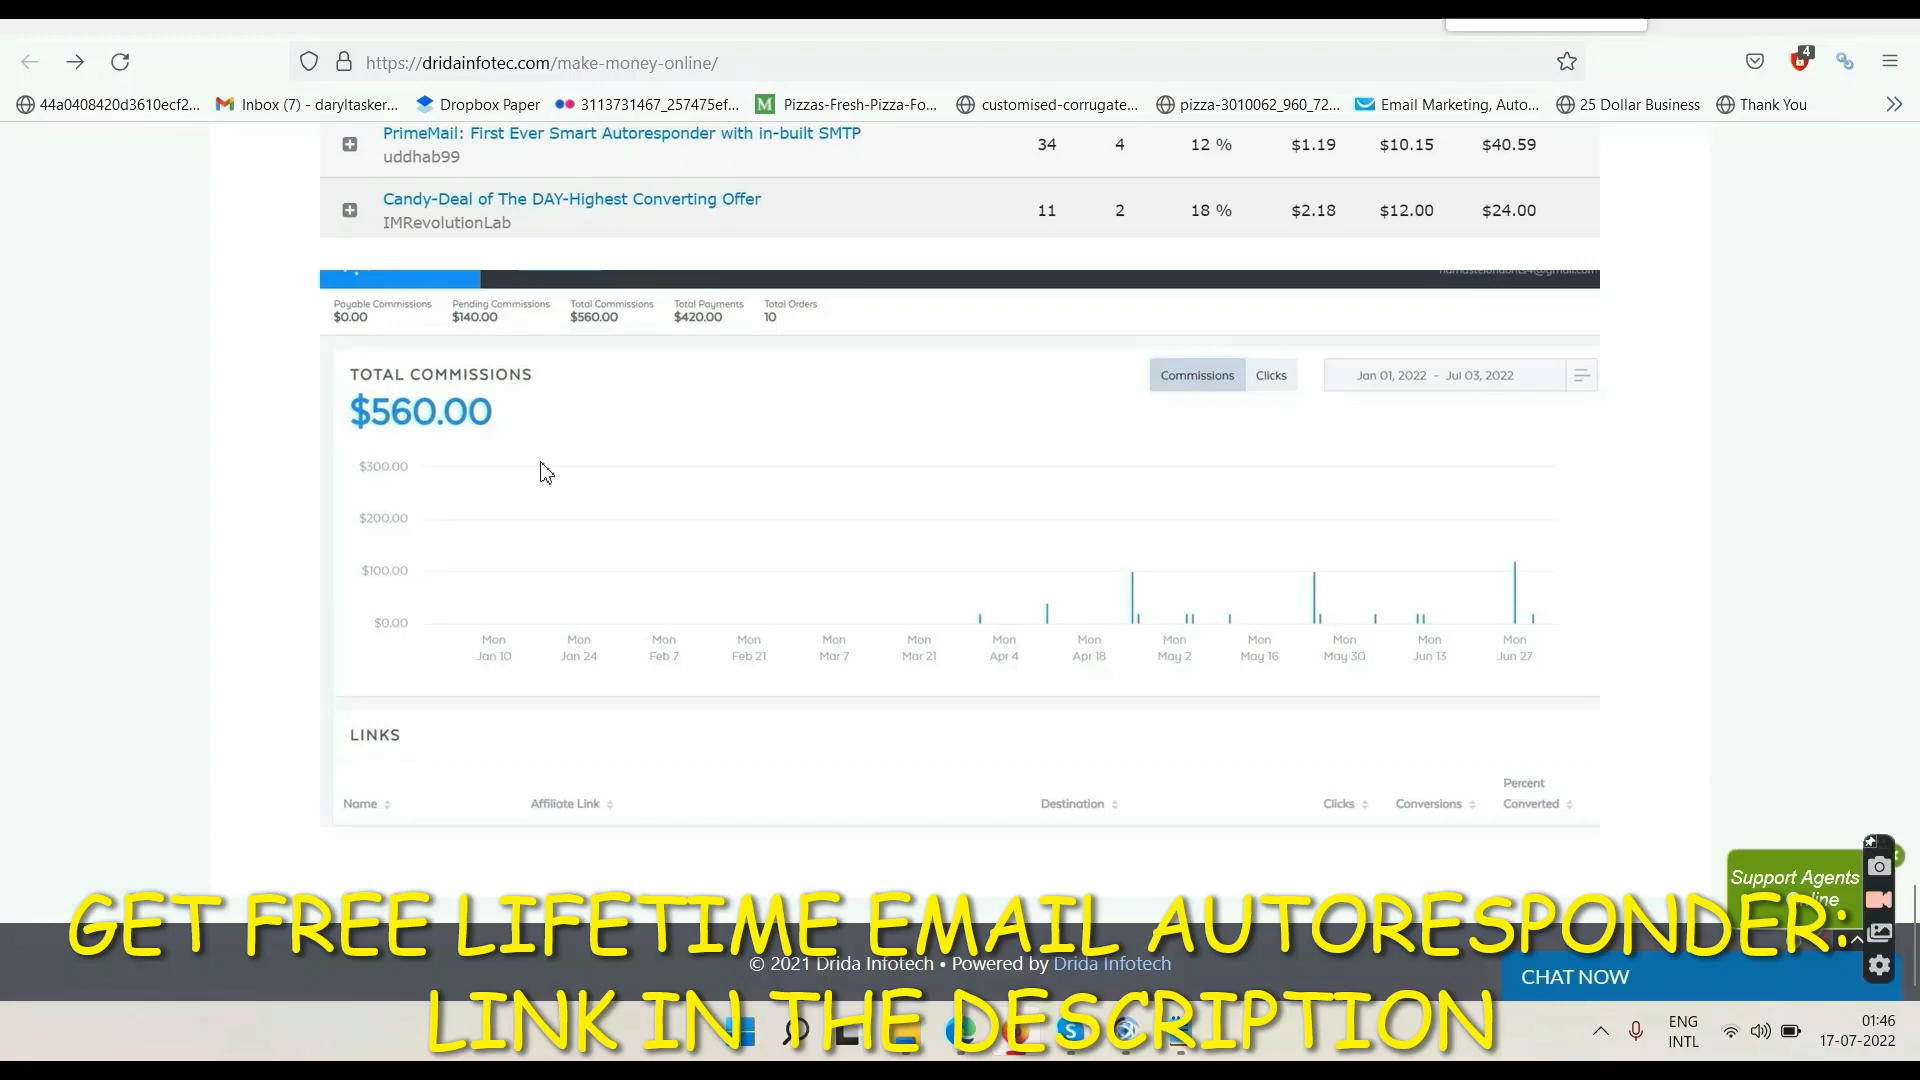 https://dridainfotec.com/make-money-online/
4
44a0408420d3610ecf2... Inbox (7) - daryltasker... Dropbox Paper 3113731467_257475ef... Pizzas-Fresh-Pizza-Fo... customised-corrugate... pizza-3010062_960_72... Email Marketing, Auto... 25 Dollar Business Thank You
PrimeMail: First Ever Smart Autoresponder with in-built SMTP 34 4 12 % $1.19 $10.15 $40.59
uddhab99
Candy-Deal of The DAY-Highest Converting Offer 11 2 18 % $2.18 $12.00 $24.00
IMRevolutionLab
Payable Commissions Pending Commissions Total Commissions Total Payments Total Orders
$0.00 $140.00 $560.00 $420.00 10
TOTAL COMMISSIONS Commissions Clicks Jan 01, 2022 - Jul 03, 2022
$560.00
$300.00
$200.00
$100.00
$0.00
Mon Mon Mon Mon Mon Mon Mon Mon Mon Mon Mon Mon Mon
Jan 10 Jan 24 Feb 7 Feb 21 Mar 7 Mar 21 Apr 4 Apr 18 May 2 May 16 May 30 Jun 13 Jun 27
LINKS
Name Affiliate Link Destination Clicks Conversions Percent Converted
Support Agents
GET FREE LIFETIME EMAIL AUTORESPONDER:
© 2021 Drida Infotech • Powered by Drida Infotech
CHAT NOW
LINK IN THE DESCRIPTION
ENG 01:46
INTL 17-07-2022